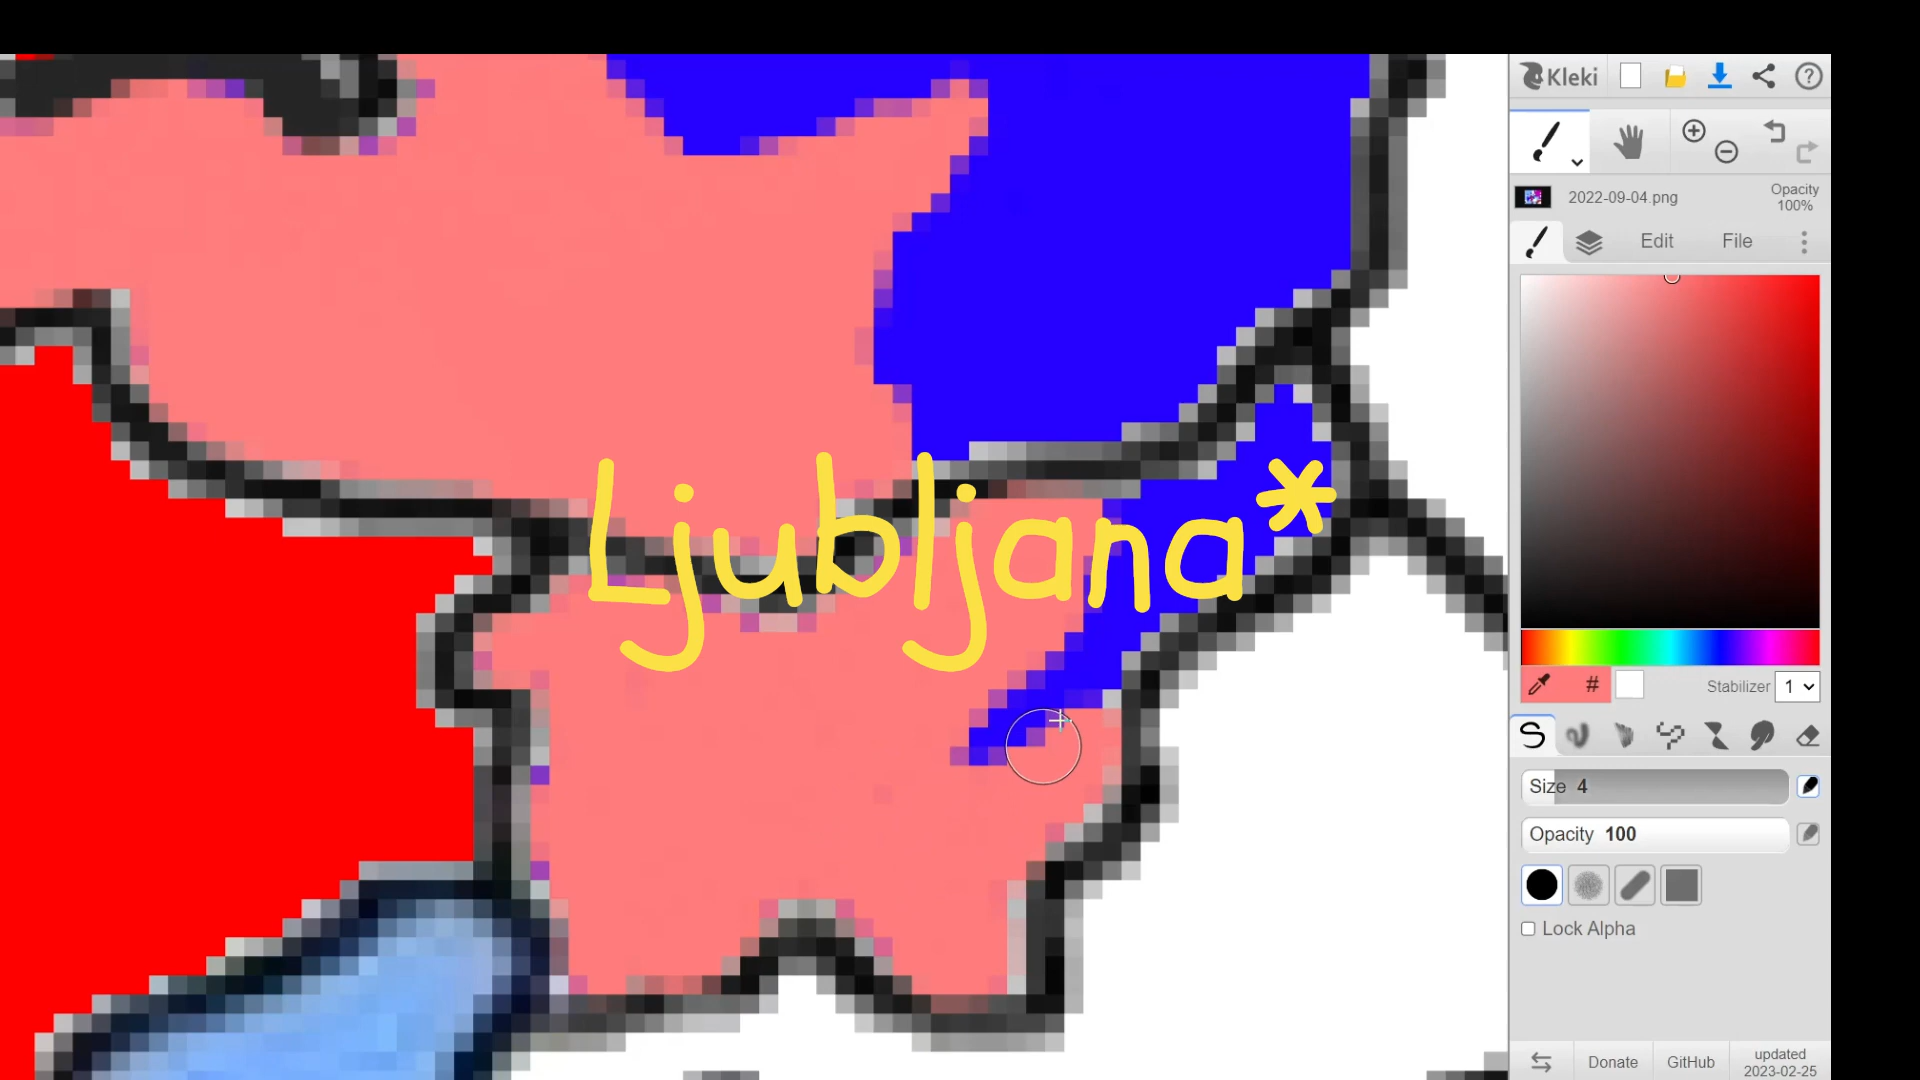 Kleki
?
2022-09-04.png
Opacity
100%
Edit
File
Ljubljana*
#
Stabilizer 1
Size 4
Opacity 100
Lock Alpha
Donate
GitHub
updated
2023-02-25